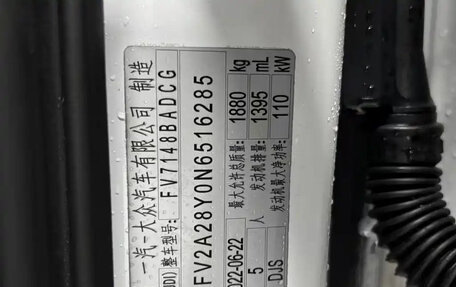 一汽-大众汽车有限公司 制造
整车型号: FV7148BADCG
FV2A28Y0N6516285
最大允许总质量: 1880 kg
022-06-22 发动机排量: 1395 mL
5 人 发动机最大净功率: 110 kW
DJS